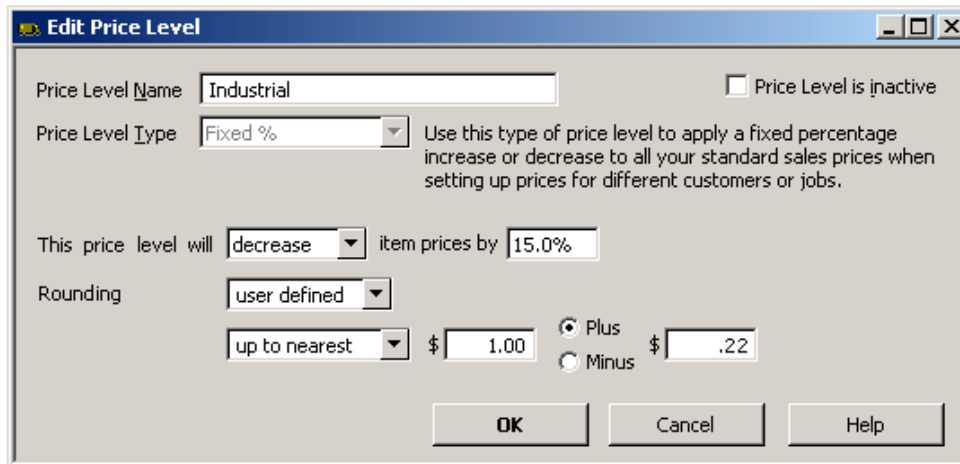 Edit Price Level
Price Level Name Industrial Price Level is inactive
Price Level Type Fixed % Use this type of price level to apply a fixed percentage
increase or decrease to all your standard sales prices when
setting up prices for different customers or jobs.
This price level will decrease item prices by 15.0%
Rounding user defined
up to nearest $ 1.00 Plus $ .22
Minus
OK Cancel Help